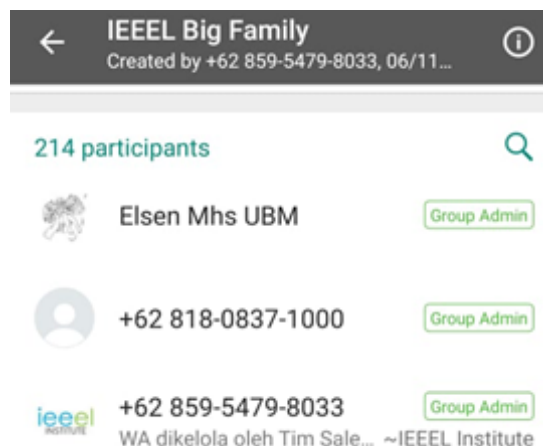 IEEEL Big Family
Created by +62 859-5479-8033, 06/11...
214 participants
Elsen Mhs UBM
Group Admin
+62 818-0837-1000
Group Admin
ieeel
INSTITUTE
+62 859-5479-8033
Group Admin
WA dikelola oleh Tim Sale... ~IEEEL Institute